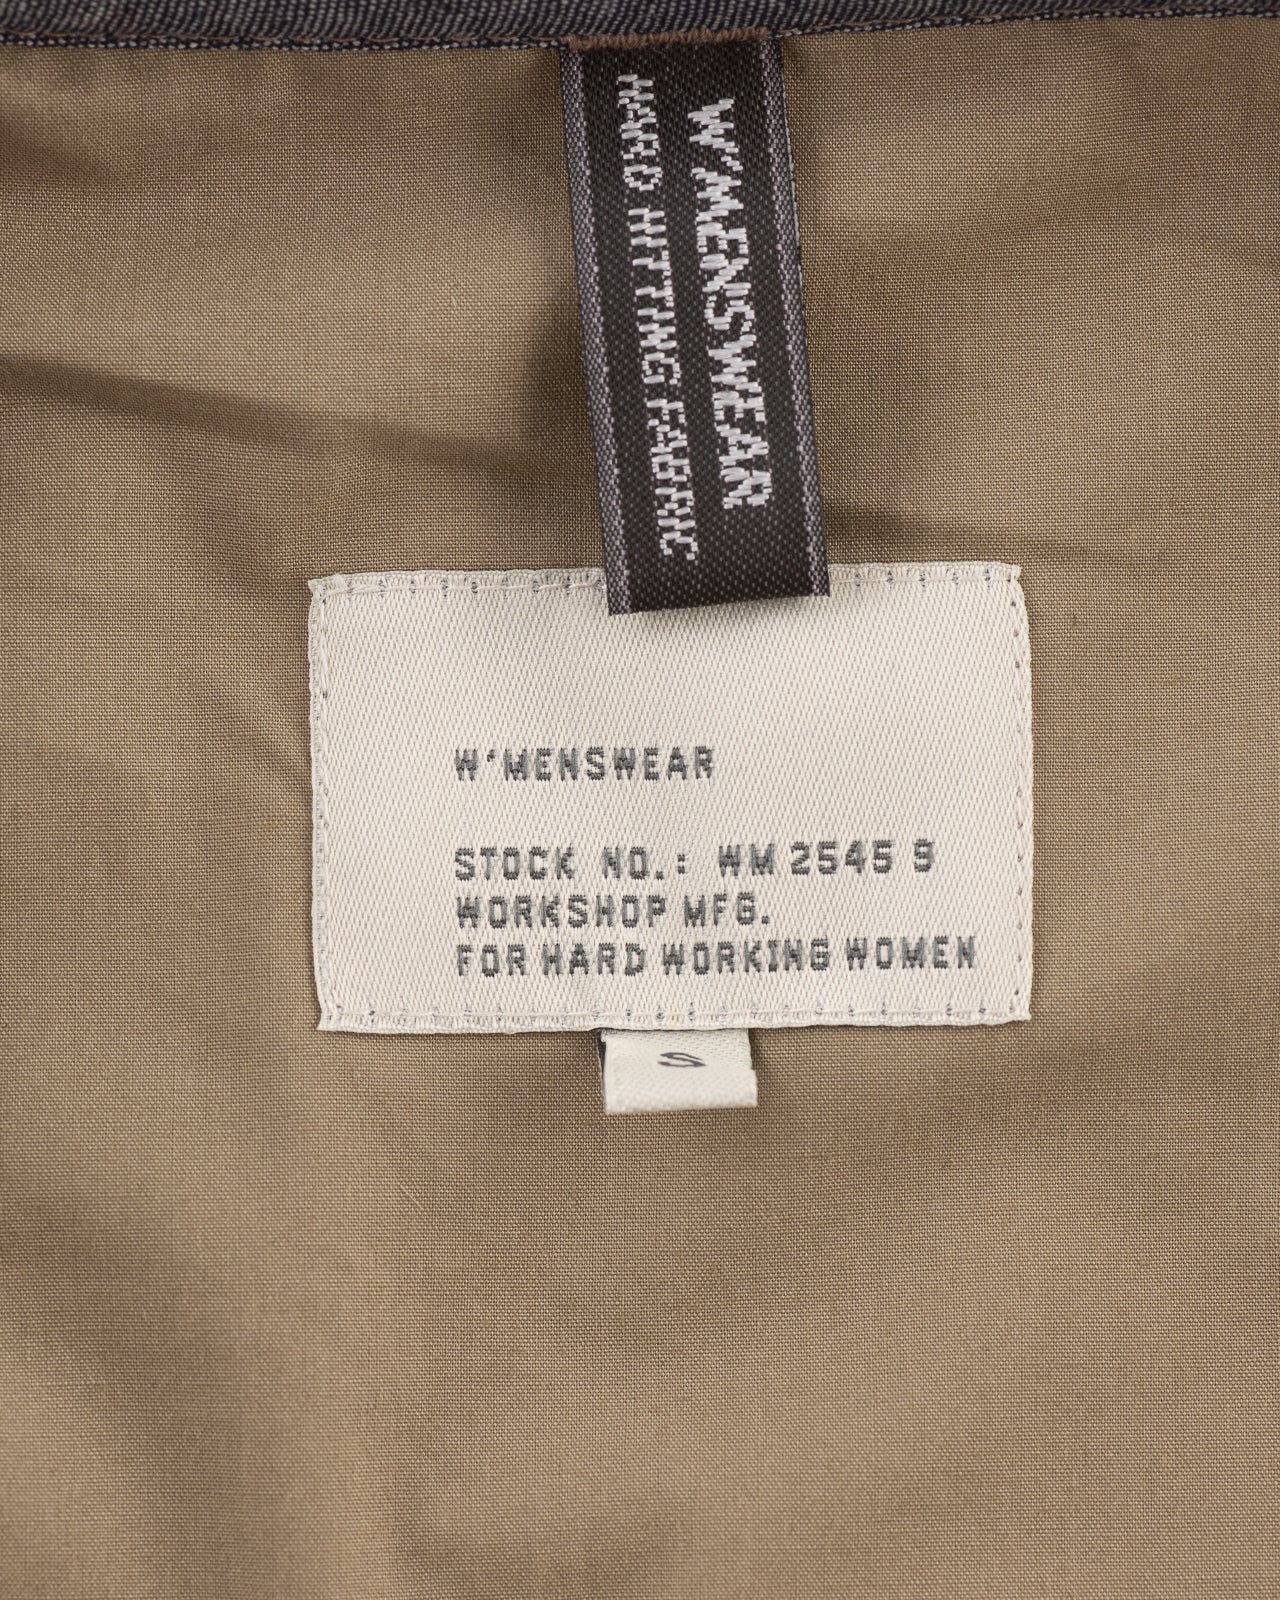 W'MENSWEAR
HARD HITTING FABRIC
W'MENSWEAR
STOCK NO.: WM 2545 9
WORKSHOP MFG.
FOR HARD WORKING WOMEN
S